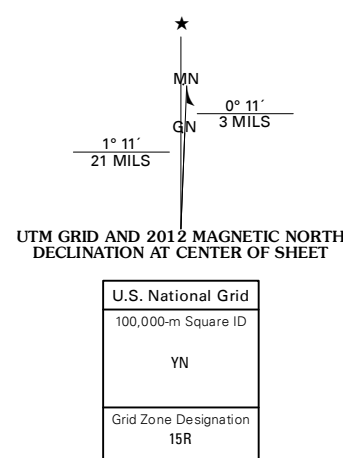 ★
MN
GN
0° 11´
3 MILS
1° 11´
21 MILS
UTM GRID AND 2012 MAGNETIC NORTH
DECLINATION AT CENTER OF SHEET
U.S. National Grid
100,000-m Square ID
YN
Grid Zone Designation
15R